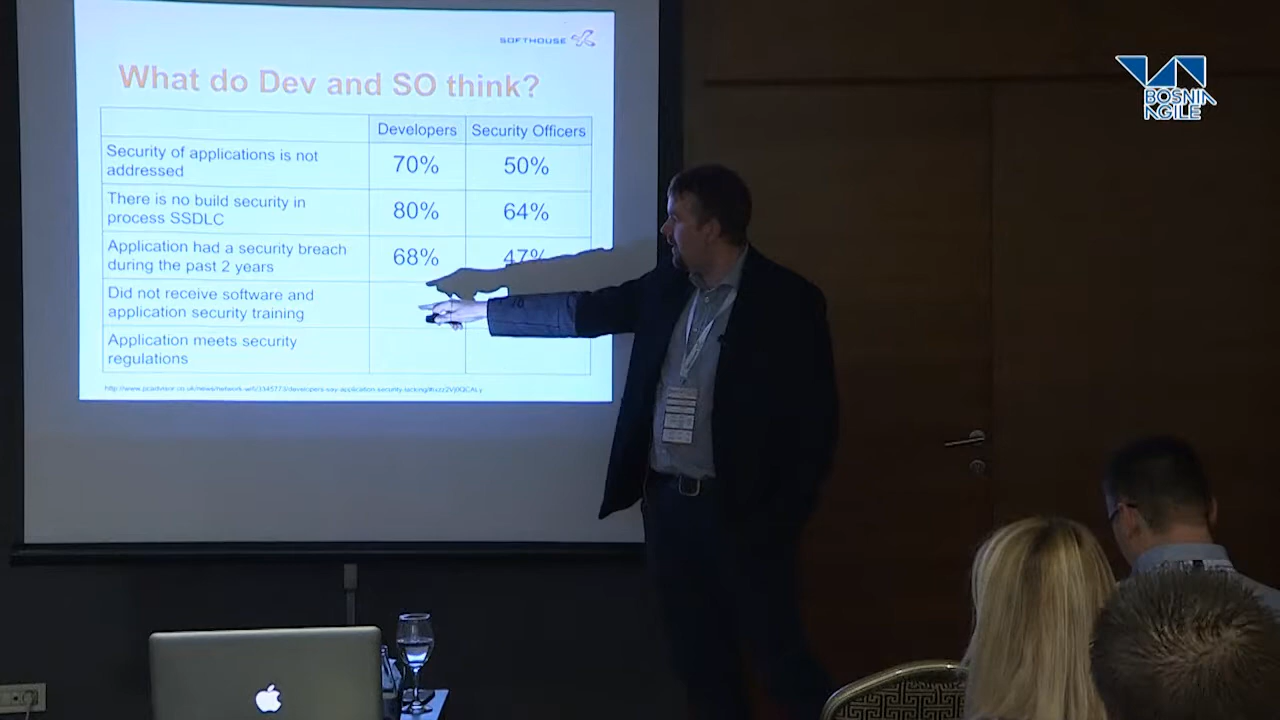 SOFTHOUSE
BOSNIA
AGILE
What do Dev and SO think?
Developers Security Officers
Security of applications is not
addressed
70% 50%
There is no build security in
process SSDLC
80% 64%
Application had a security breach
during the past 2 years
68% 47%
Did not receive software and
application security training
Application meets security
regulations